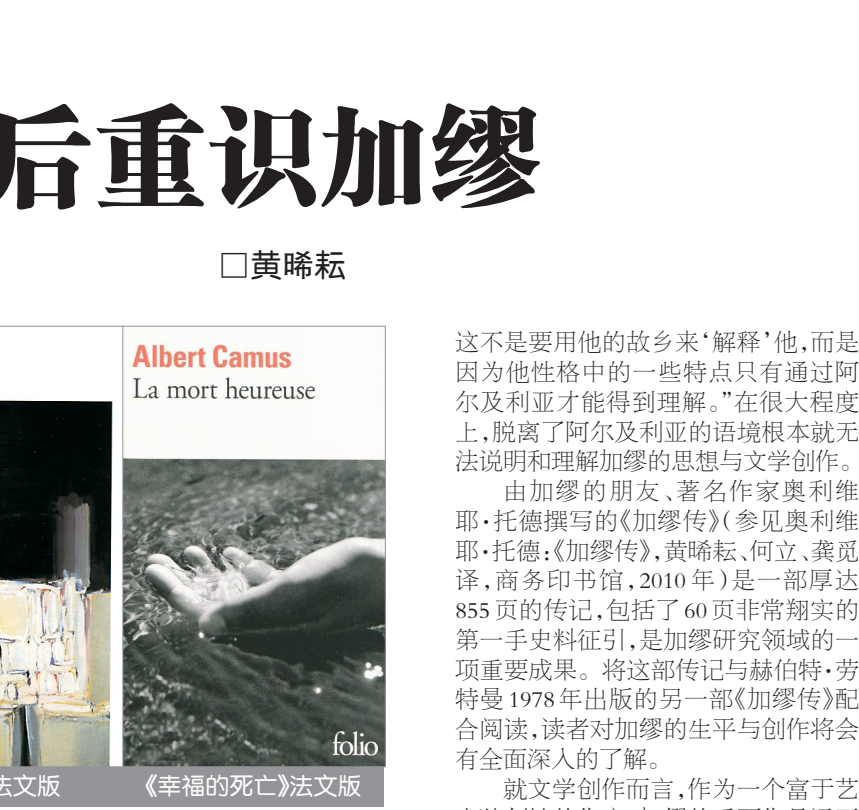 后重识加缪
□黄晞耘
Albert Camus
La mort heureuse
folio
法文版
《幸福的死亡》法文版
这不是要用他的故乡来‘解释’他,而是
因为他性格中的一些特点只有通过阿
尔及利亚才能得到理解。”在很大程度
上,脱离了阿尔及利亚的语境根本就无
法说明和理解加缪的思想与文学创作。
由加缪的朋友、著名作家奥利维
耶·托德撰写的《加缪传》(参见奥利维
耶·托德:《加缪传》,黄晞耘、何立、龚觅
译,商务印书馆,2010年)是一部厚达
855页的传记,包括了60页非常翔实的
第一手史料征引,是加缪研究领域的一
项重要成果。将这部传记与赫伯特·劳
特曼1978年出版的另一部《加缪传》配
合阅读,读者对加缪的生平与创作将会
有全面深入的了解。
就文学创作而言,作为一个富于艺